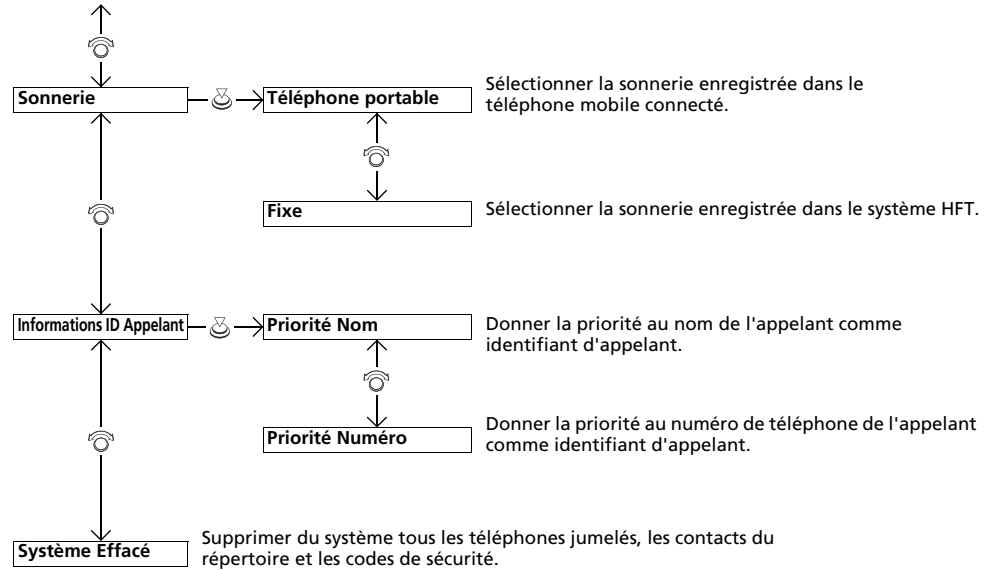 Sonnerie
Téléphone portable
Sélectionner la sonnerie enregistrée dans le
téléphone mobile connecté.
Fixe
Sélectionner la sonnerie enregistrée dans le système HFT.
Informations ID Appelant
Priorité Nom
Donner la priorité au nom de l'appelant comme
identifiant d'appelant.
Priorité Numéro
Donner la priorité au numéro de téléphone de l'appelant
comme identifiant d'appelant.
Système Effacé
Supprimer du système tous les téléphones jumelés, les contacts du
répertoire et les codes de sécurité.